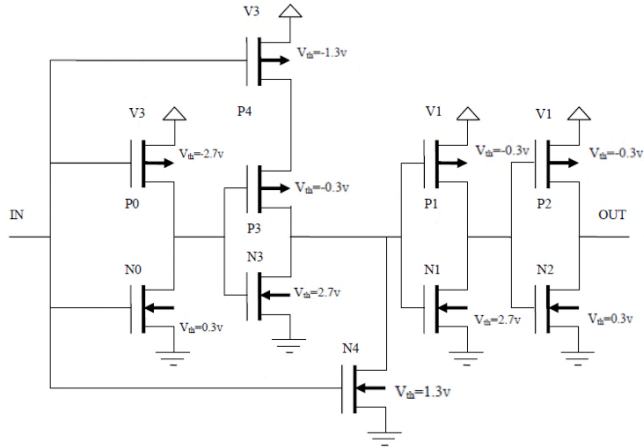 V3
Vth=-1.3v
P4
V3
V1
V1
Vth=-2.7v
Vth=-0.3v
Vth=-0.3v
Vth=-0.3v
P0
P3
P1
P2
IN
OUT
N0
N3
N1
N2
Vth=2.7v
Vth=0.3v
Vth=2.7v
Vth=0.3v
N4
Vth=1.3v